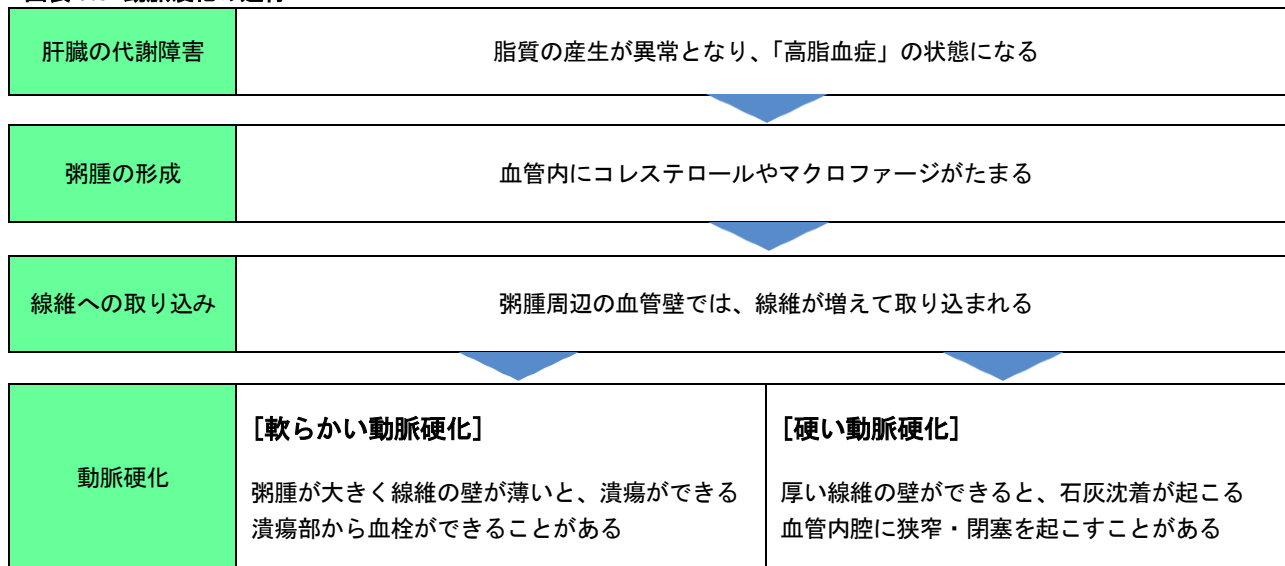 肝臓の代謝障害
脂質の産生が異常となり、「高脂血症」の状態になる
粥腫の形成
血管内にコレステロールやマクロファージがたまる
線維への取り込み
粥腫周辺の血管壁では、線維が増えて取り込まれる
動脈硬化
[軟らかい動脈硬化]
粥腫が大きく線維の壁が薄いと、潰瘍ができる
潰瘍部から血栓ができることがある
[硬い動脈硬化]
厚い線維の壁ができると、石灰沈着が起こる
血管内腔に狭窄・閉塞を起こすことがある